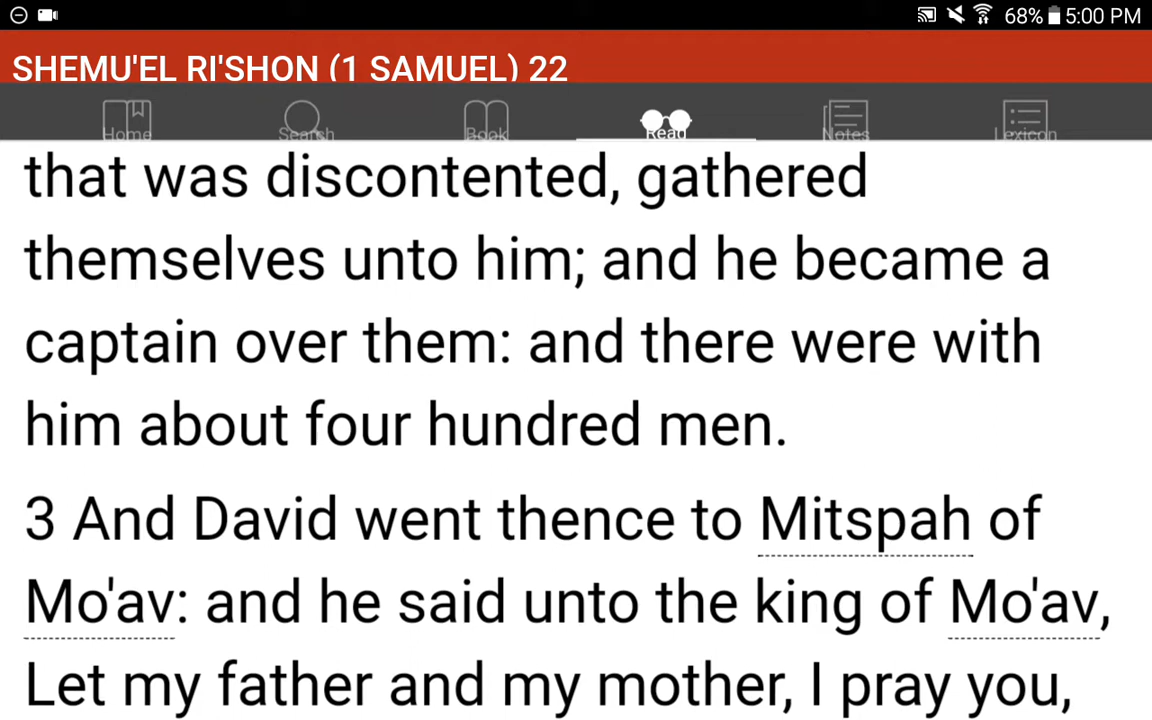 68% 5:00 PM
SHEMU'EL RI'SHON (1 SAMUEL) 22
Home Search Book Read Notes Lexicon
that was discontented, gathered
themselves unto him; and he became a
captain over them: and there were with
him about four hundred men.
3 And David went thence to Mitspah of
Mo'av: and he said unto the king of Mo'av,
Let my father and my mother, I pray you,